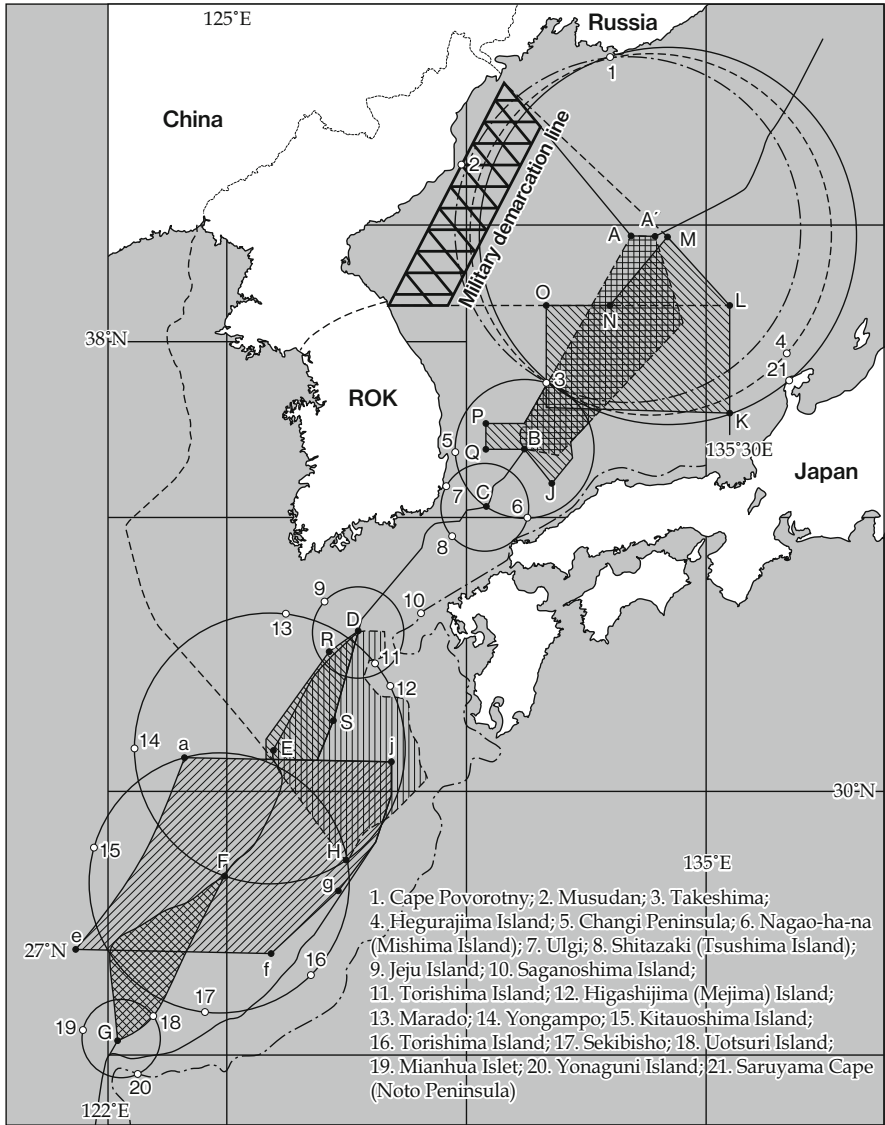 125°E
Russia
1
China
2
Military demarcation line
A
A′
M
O
N
L
38°N
4
3
21
ROK
K
P
5
B
135°30E
Q
Japan
7
C
J
6
8
9
10
13
D
R
11
12
S
14
a
E
j
30°N
15
H
F
135°E
g
1. Cape Povorotny; 2. Musudan; 3. Takeshima;
4. Hegurajima Island; 5. Changi Peninsula; 6. Nagao-ha-na
(Mishima Island); 7. Ulgi; 8. Shitazaki (Tsushima Island);
9. Jeju Island; 10. Saganoshima Island;
11. Torishima Island; 12. Higashijima (Mejima) Island;
13. Marado; 14. Yongampo; 15. Kitauoshima Island;
16. Torishima Island; 17. Sekibisho; 18. Uotsuri Island;
19. Mianhua Islet; 20. Yonaguni Island; 21. Saruyama Cape
(Noto Peninsula)
e
27°N
f
16
17
18
19
G
20
122°E